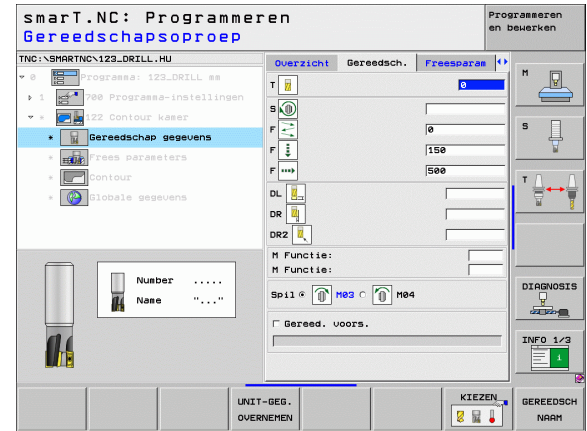 smarT.NC: Programmeren
Gereedschapsoproep
Programmeren
en bewerken
TNC:\SMARTNC\123_DRILL.HU
0 Programma: 123_DRILL mm
1 700 Programma-instellingen
* 122 Contour kamer
* Gereedschap gegevens
* Frees parameters
* Contour
* Globale gegevens
Number .....
Name "..."
Overzicht Gereedsch. Freesparam
T 0
S
F 0
F 150
F 500
DL
DR
DR2
M Functie:
M Functie:
Spil M03 M04
Gereed. voors.
M
S
T
DIAGNOSIS
INFO 1/3
UNIT-GEG.
OVERNEMEN
KIEZEN
GEREEDSCH
NAAM